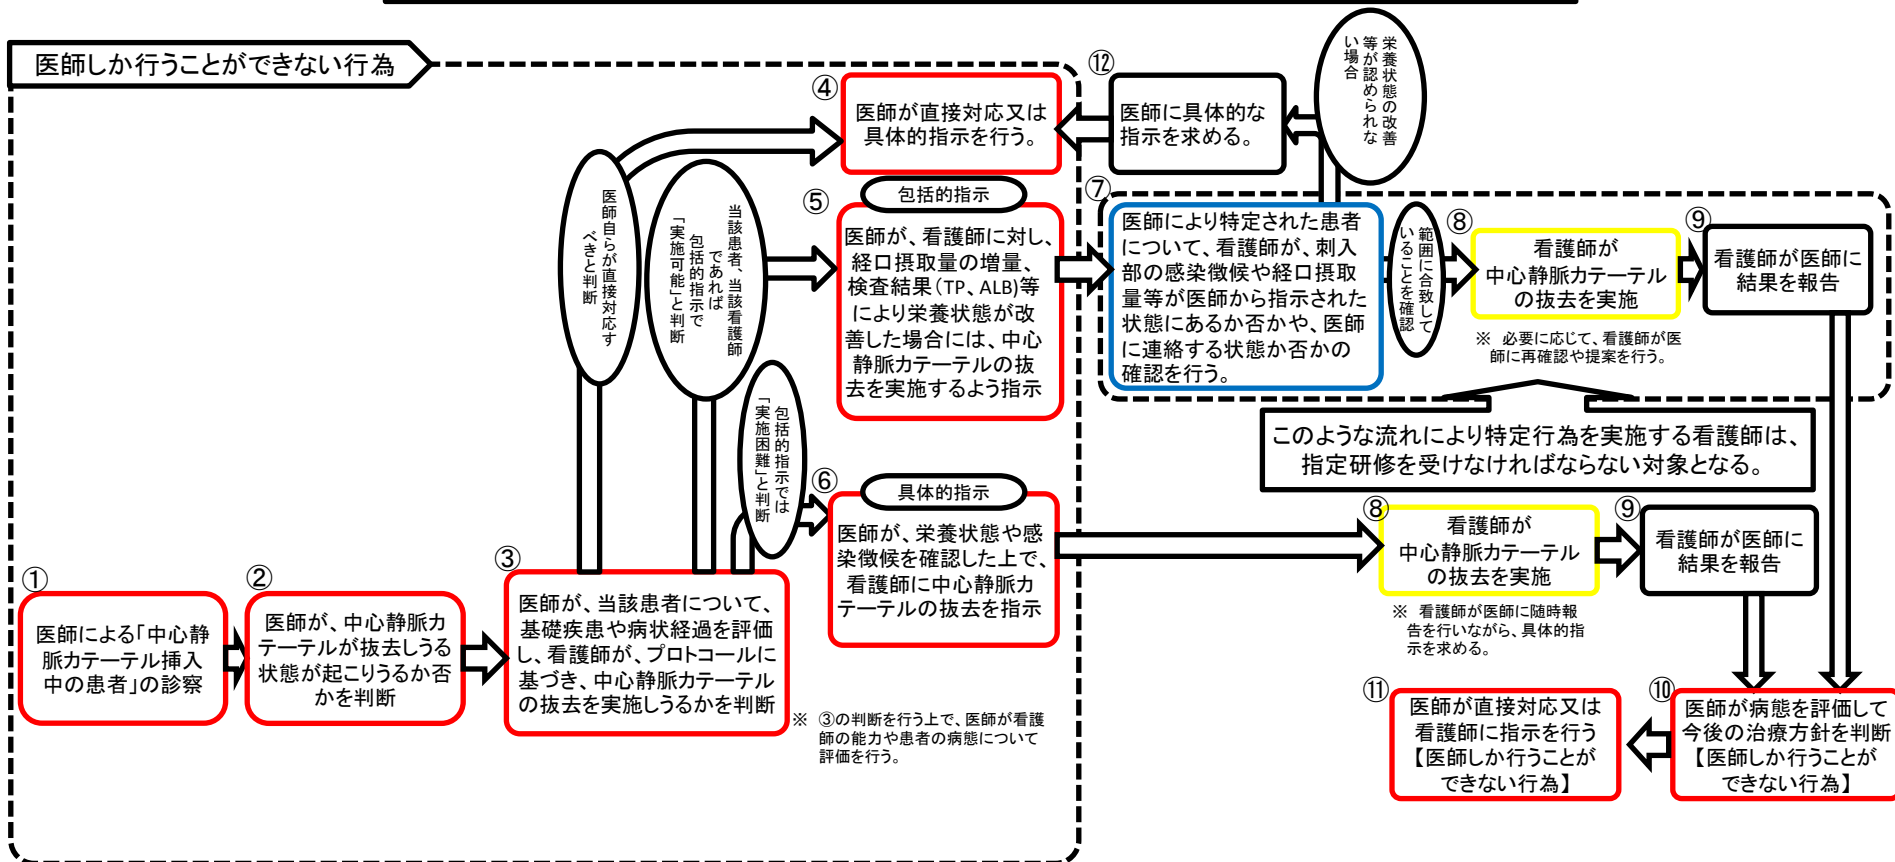 医師しか行うことができない行為
①
医師による「中心静
脈カテーテル挿入
中の患者」の診察
②
医師が、中心静脈カ
テーテルが抜去しうる
状態が起こりうるか否
かを判断
③
医師が、当該患者について、
基礎疾患や病状経過を評価
し、看護師が、プロトコールに
基づき、中心静脈カテーテル
の抜去を実施しうるかを判断
※ ③の判断を行う上で、医師が看護
師の能力や患者の病態について
評価を行う。
医師自らが直接対応す
べきと判断
当該患者、当該看護師
であれば
包括的指示で
「実施可能」と判断
包括的指示では
「実施困難」と判断
④
医師が直接対応又は
具体的指示を行う。
⑤
包括的指示
医師が、看護師に対し、
経口摂取量の増量、
検査結果(TP、ALB)等
により栄養状態が改
善した場合には、中心
静脈カテーテルの抜
去を実施するよう指示
⑥
具体的指示
医師が、栄養状態や感
染徴候を確認した上で、
看護師に中心静脈カ
テーテルの抜去を指示
⑫
医師に具体的な
指示を求める。
栄養状態の改善
等が認められな
い場合
⑦
医師により特定された患者
について、看護師が、刺入
部の感染徴候や経口摂取
量等が医師から指示された
状態にあるか否かや、医師
に連絡する状態か否かの
確認を行う。
範囲に合致して
いることを確認
⑧
看護師が
中心静脈カテーテル
の抜去を実施
※ 必要に応じて、看護師が医
師に再確認や提案を行う。
⑨
看護師が医師に
結果を報告
このような流れにより特定行為を実施する看護師は、
指定研修を受けなければならない対象となる。
⑧
看護師が
中心静脈カテーテル
の抜去を実施
※ 看護師が医師に随時報
告を行いながら、具体的指
示を求める。
⑨
看護師が医師に
結果を報告
⑩
医師が病態を評価して
今後の治療方針を判断
【医師しか行うことが
できない行為】
⑪
医師が直接対応又は
看護師に指示を行う
【医師しか行うことが
できない行為】